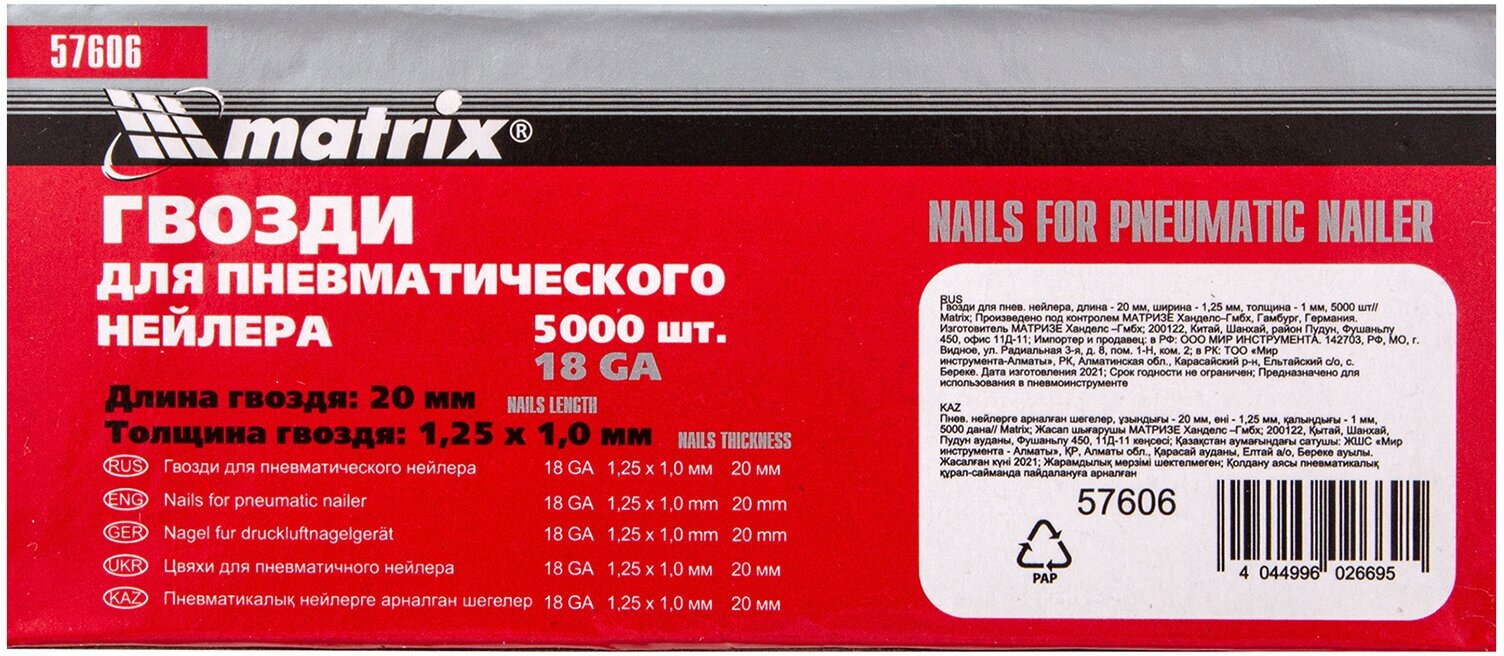 57606
matrix®
ГВОЗДИ
ДЛЯ ПНЕВМАТИЧЕСКОГО
НЕЙЛЕРА 5000 шт.
18 GA
Длина гвоздя: 20 мм NAILS LENGTH
Толщина гвоздя: 1,25 x 1,0 мм NAILS THICKNESS
RUS Гвозди для пневматического нейлера 18 GA 1,25 x 1,0 мм 20 мм
ENG Nails for pneumatic nailer 18 GA 1,25 x 1,0 mm 20 mm
GER Nagel fur druckluftnagelgerät 18 GA 1,25 x 1,0 mm 20 mm
UKR Цвяхи для пневматичного нейлера 18 GA 1,25 x 1,0 мм 20 мм
KAZ Пневматикалық нейлерге арналған шегелер 18 GA 1,25 x 1,0 мм 20 мм
NAILS FOR PNEUMATIC NAILER
RUS
Гвозди для пнев. нейлера, длина - 20 мм, ширина - 1,25 мм, толщина - 1 мм, 5000 шт//
Matrix; Произведено под контролем МАТРИЗЕ Ханделс–Гмбх, Гамбург, Германия.
Изготовитель МАТРИЗЕ Ханделс –Гмбх; 200122, Китай, Шанхай, район Пудун, Фушаньлу
450, офис 11Д-11; Импортер и продавец: в РФ: ООО МИР ИНСТРУМЕНТА. 142703, РФ, МО, г.
Видное, ул. Радиальная 3-я, д. 8, пом. 1-Н, ком. 2; в РК: ТОО «Мир
инструмента-Алматы», РК, Алматинская обл., Карасайский р-н, Ельтайский с/о, с.
Береке. Дата изготовления 2021; Срок годности не ограничен; Предназначено для
использования в пневмоинструменте
KAZ
Пнев. нейлерге арналған шегелер, ұзындығы - 20 мм, ені - 1,25 мм, қалыңдығы - 1 мм,
5000 дана// Matrix; Жасап шығарушы МАТРИЗЕ Ханделс –Гмбх; 200122, Қытай, Шанхай,
Пудун ауданы, Фушаньлу 450, 11Д-11 кеңсесі; Қазақстан аумағындағы сатушы: ЖШС «Мир
инструмента - Алматы», ҚР, Алматы обл., Қарасай ауданы, Елтай а/о, Береке ауылы.
Жасалған күні 2021; Жарамдылық мерзімі шектелмеген; Қолдану аясы пневматикалық
құрал-сайманда пайдалануға арналған
57606
PAP
4 044996 026695